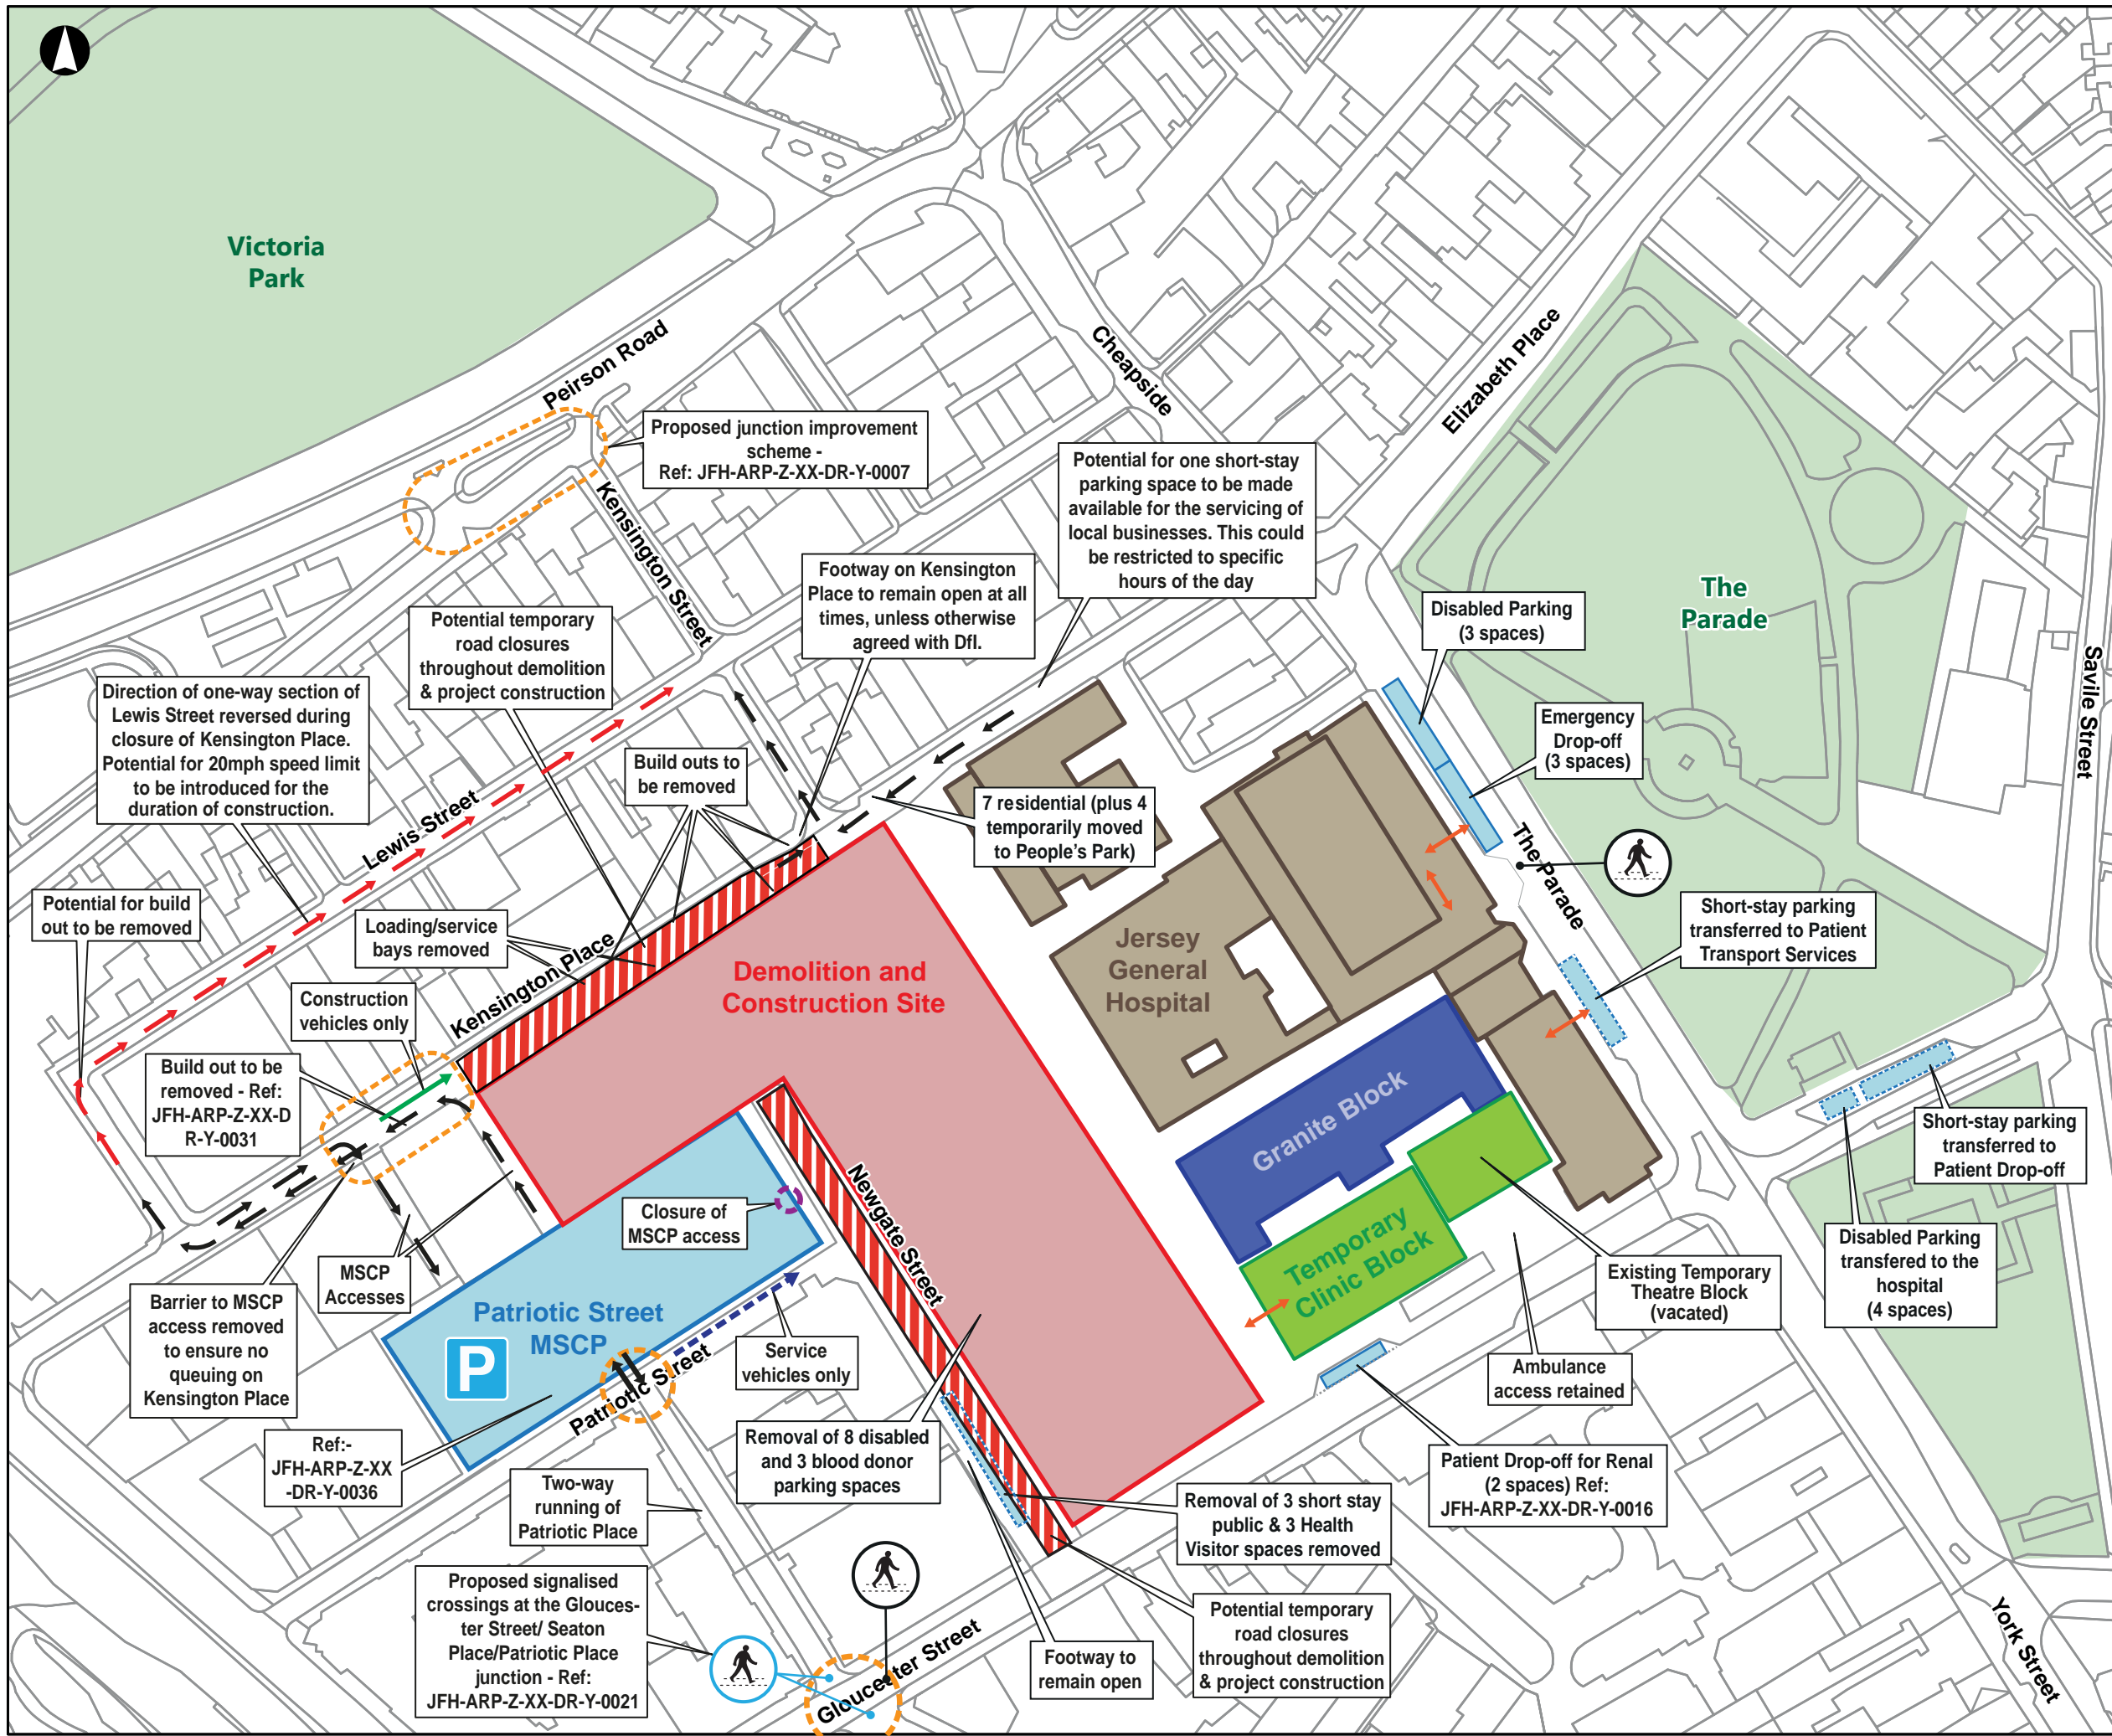 Victoria
Park
Peirson Road
Cheapside
Elizabeth Place
Proposed junction improvement
scheme -
Ref: JFH-ARP-Z-XX-DR-Y-0007
Kensington Street
Potential for one short-stay
parking space to be made
available for the servicing of
local businesses. This could
be restricted to specific
hours of the day
Footway on Kensington
Place to remain open at all
times, unless otherwise
agreed with DfI.
The
Parade
Disabled Parking
(3 spaces)
Savile Street
Potential temporary
road closures
throughout demolition
& project construction
Direction of one-way section of
Lewis Street reversed during
closure of Kensington Place.
Potential for 20mph speed limit
to be introduced for the
duration of construction.
Emergency
Drop-off
(3 spaces)
Build outs to
be removed
7 residential (plus 4
temporarily moved
to People's Park)
Lewis Street
The Parade
Potential for build
out to be removed
Loading/service
bays removed
Kensington Place
Short-stay parking
transferred to Patient
Transport Services
Jersey
General
Hospital
Demolition and
Construction Site
Construction
vehicles only
Build out to be
removed - Ref:
JFH-ARP-Z-XX-D
R-Y-0031
Granite Block
Short-stay parking
transferred to
Patient Drop-off
Closure of
MSCP access
Newgate Street
Temporary
Clinic Block
Disabled Parking
transfered to the
hospital
(4 spaces)
MSCP
Accesses
Existing Temporary
Theatre Block
(vacated)
Barrier to MSCP
access removed
to ensure no
queuing on
Kensington Place
Patriotic Street
MSCP
P
Patriotic Street
Service
vehicles only
Ambulance
access retained
Ref:-
JFH-ARP-Z-XX
-DR-Y-0036
Removal of 8 disabled
and 3 blood donor
parking spaces
Patient Drop-off for Renal
(2 spaces) Ref:
JFH-ARP-Z-XX-DR-Y-0016
Two-way
running of
Patriotic Place
Removal of 3 short stay
public & 3 Health
Visitor spaces removed
Proposed signalised
crossings at the Glouces-
ter Street/ Seaton
Place/Patriotic Place
junction - Ref:
JFH-ARP-Z-XX-DR-Y-0021
Gloucester Street
Footway to
remain open
Potential temporary
road closures
throughout demolition
& project construction
York Street